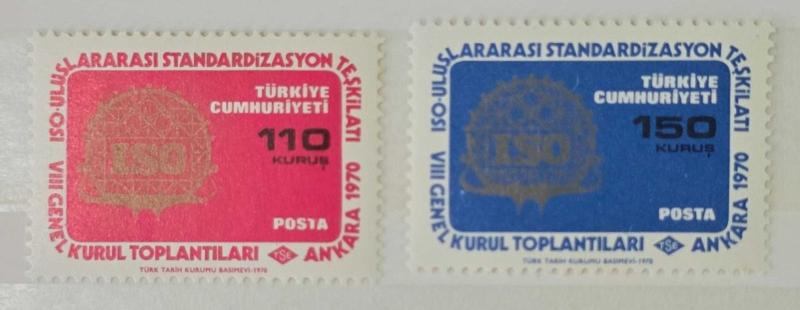 ISO-ULUSLARARASI STANDARDİZASYON TEŞKİLATI
VIII GENEL KURUL TOPLANTILARI TSE ANKARA 1970
TÜRKİYE
CUMHURİYETİ
110
KURUŞ
ISO
POSTA
TÜRK TARİH KURUMU BASIMEVİ-1970
ISO-ULUSLARARASI STANDARDİZASYON TEŞKİLATI
VIII GENEL KURUL TOPLANTILARI TSE ANKARA 1970
TÜRKİYE
CUMHURİYETİ
150
KURUŞ
ISO
POSTA
TÜRK TARİH KURUMU BASIMEVİ-1970